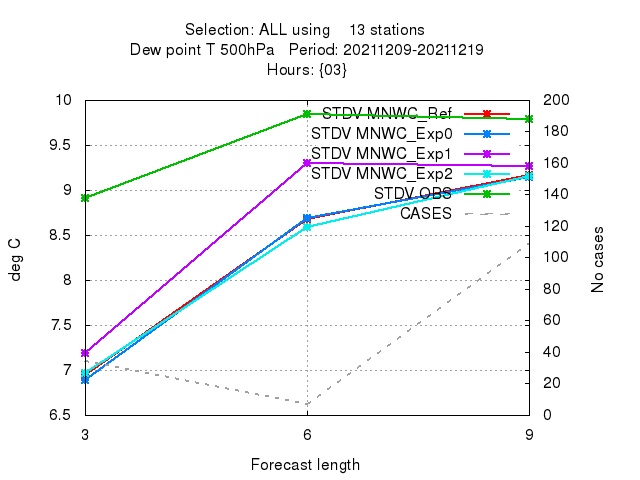 Selection: ALL using 13 stations
Dew point T 500hPa Period: 20211209-20211219
Hours: {03}
10 200
STDV MNWC_Ref
9.5 180
STDV MNWC_Exp0
STDV MNWC_Exp1
160
STDV MNWC_Exp2
9 140
STDV OBS
CASES
8.5 120
8 100
80
7.5 60
7 40
20
6.5 0
3 6 9
deg C
No cases
Forecast length